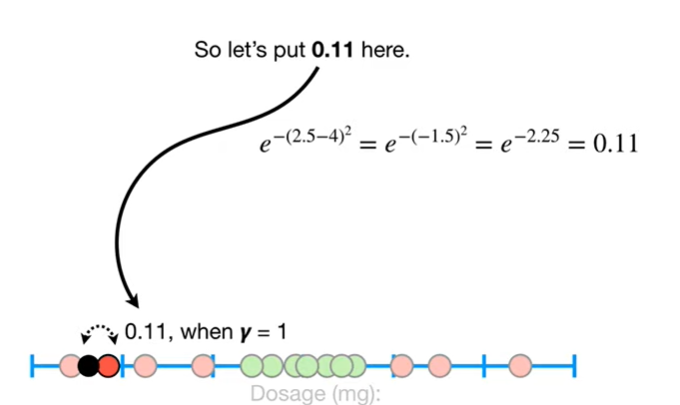 So let's put 0.11 here.
e^{-(2.5-4)^2} = e^{-(-1.5)^2} = e^{-2.25} = 0.11
0.11, when γ = 1
Dosage (mg):